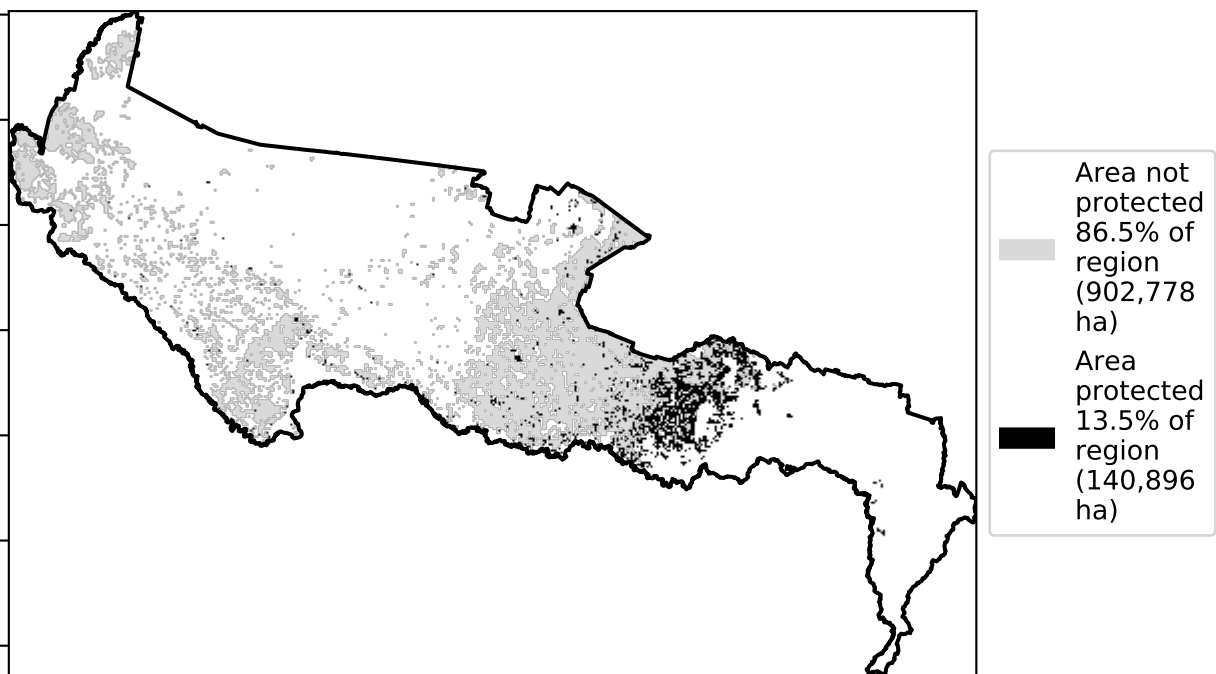 Area not
protected
86.5% of
region
(902,778
ha)
Area
protected
13.5% of
region
(140,896
ha)